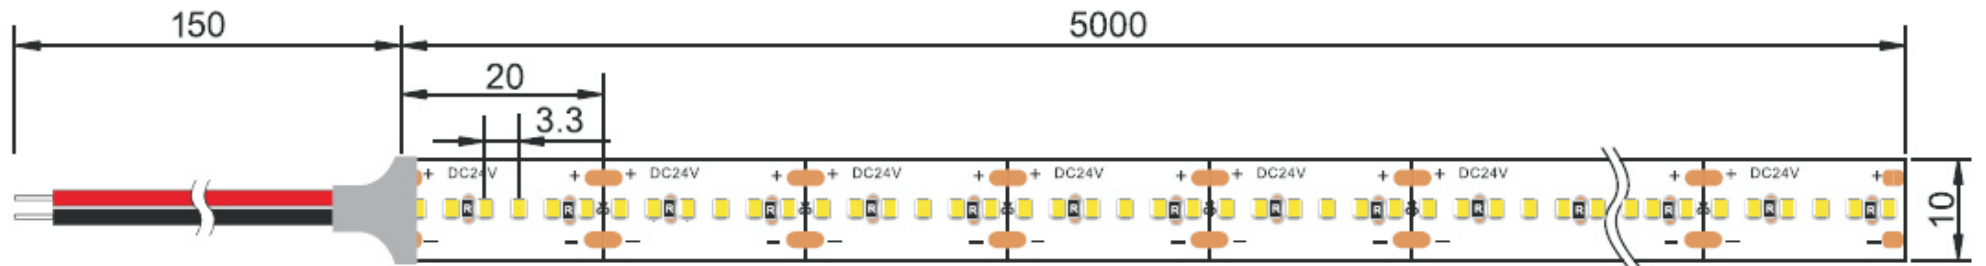 150
5000
20
3.3
+ DC24V + + DC24V + + DC24V + + DC24V + + DC24V + + DC24V + + DC24V +
R R R R R R R R R R R R R R
− − − − − − − − − − − − − −
10